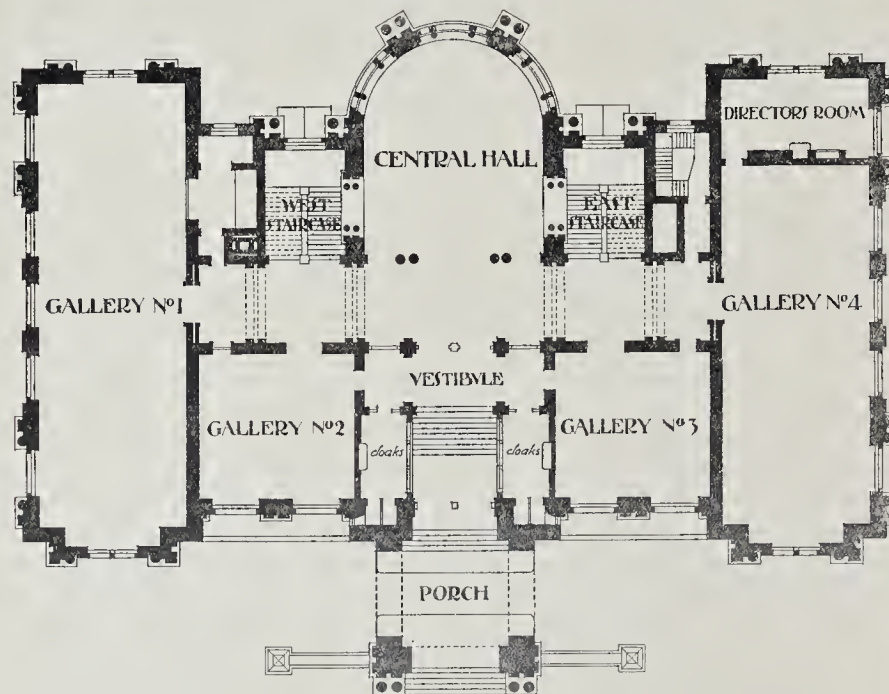 DIRECTORS ROOM
CENTRAL HALL
WEST
STAIRCASE
EAST
STAIRCASE
GALLERY No1
GALLERY No4
VESTIBVLE
GALLERY No2
cloaks
cloaks
GALLERY No3
PORCH